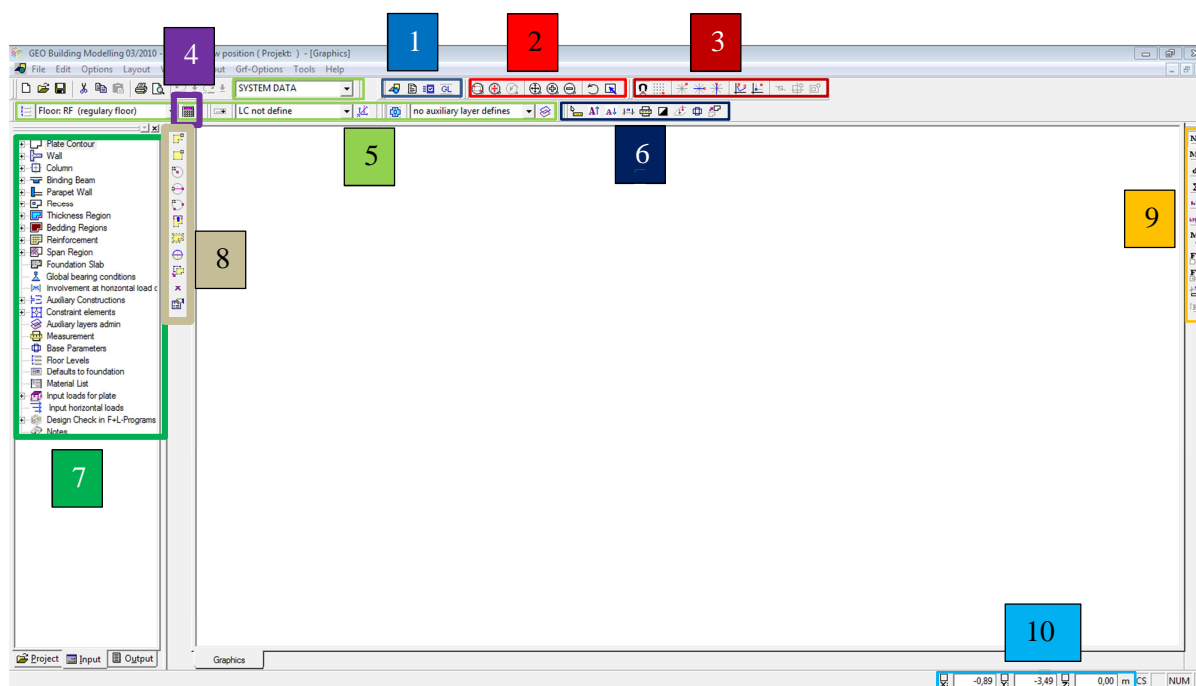 1
2
3
4
GEO Building Modelling 03/2010 - w position ( Projekt: ) - [Graphics]
File Edit Options Layout Grf-Options Tools Help
SYSTEM DATA
GL
Floor: RF (regulary floor)
LC not define
no auxiliary layer defines
5
6
Plate Contour
Wall
Column
Binding Beam
Parapet Wall
Recess
Thickness Region
Bedding Regions
Reinforcement
Span Region
Foundation Slab
Global bearing conditions
Involvement at horizontal load c
Auxiliary Constructions
Constraint elements
Auxiliary layers admin
Measurement
Base Parameters
Floor Levels
Defaults to foundation
Material List
Input loads for plate
Input horizontal loads
Design Check in F+L-Programs
Notes
7
8
9
10
Project Input Output
Graphics
X: -0,89 Y: -3,49 Z: 0,00 m CS NUM